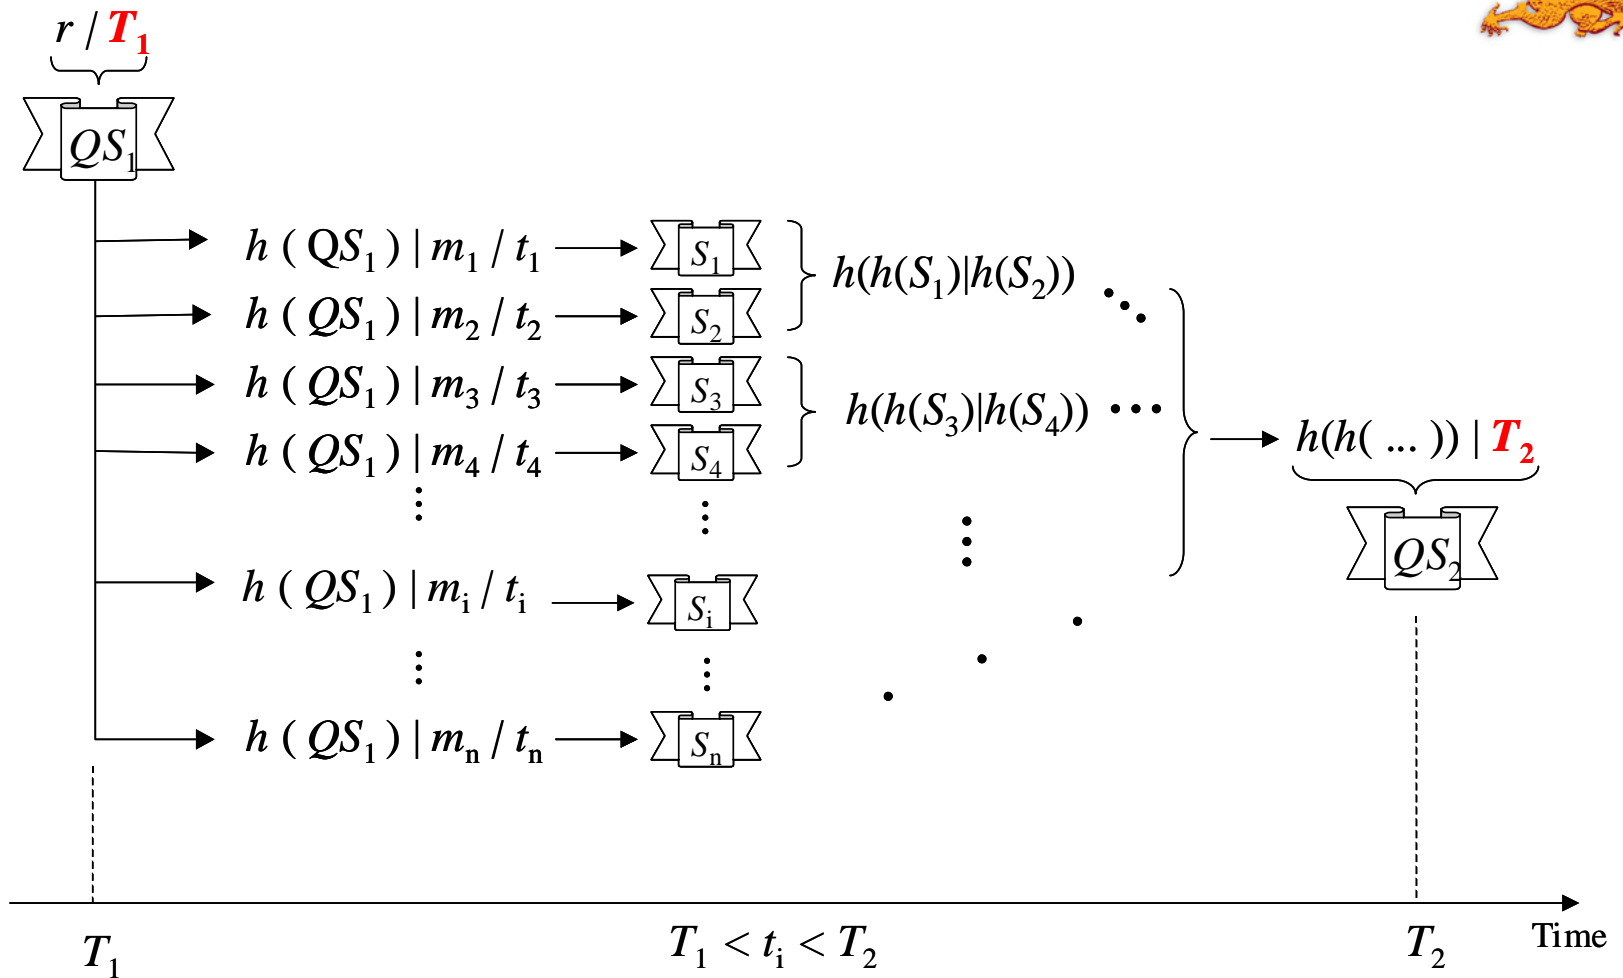 r / T₁
QS₁
h ( QS₁ ) | m₁ / t₁
S₁
h(h(S₁)|h(S₂))
h ( QS₁ ) | m₂ / t₂
S₂
h ( QS₁ ) | m₃ / t₃
S₃
h(h(S₃)|h(S₄)) ...
h ( QS₁ ) | m₄ / t₄
S₄
h(h( ... )) | T₂
QS₂
h ( QS₁ ) | mᵢ / tᵢ
Sᵢ
h ( QS₁ ) | mₙ / tₙ
Sₙ
T₁
T₁ < tᵢ < T₂
T₂
Time